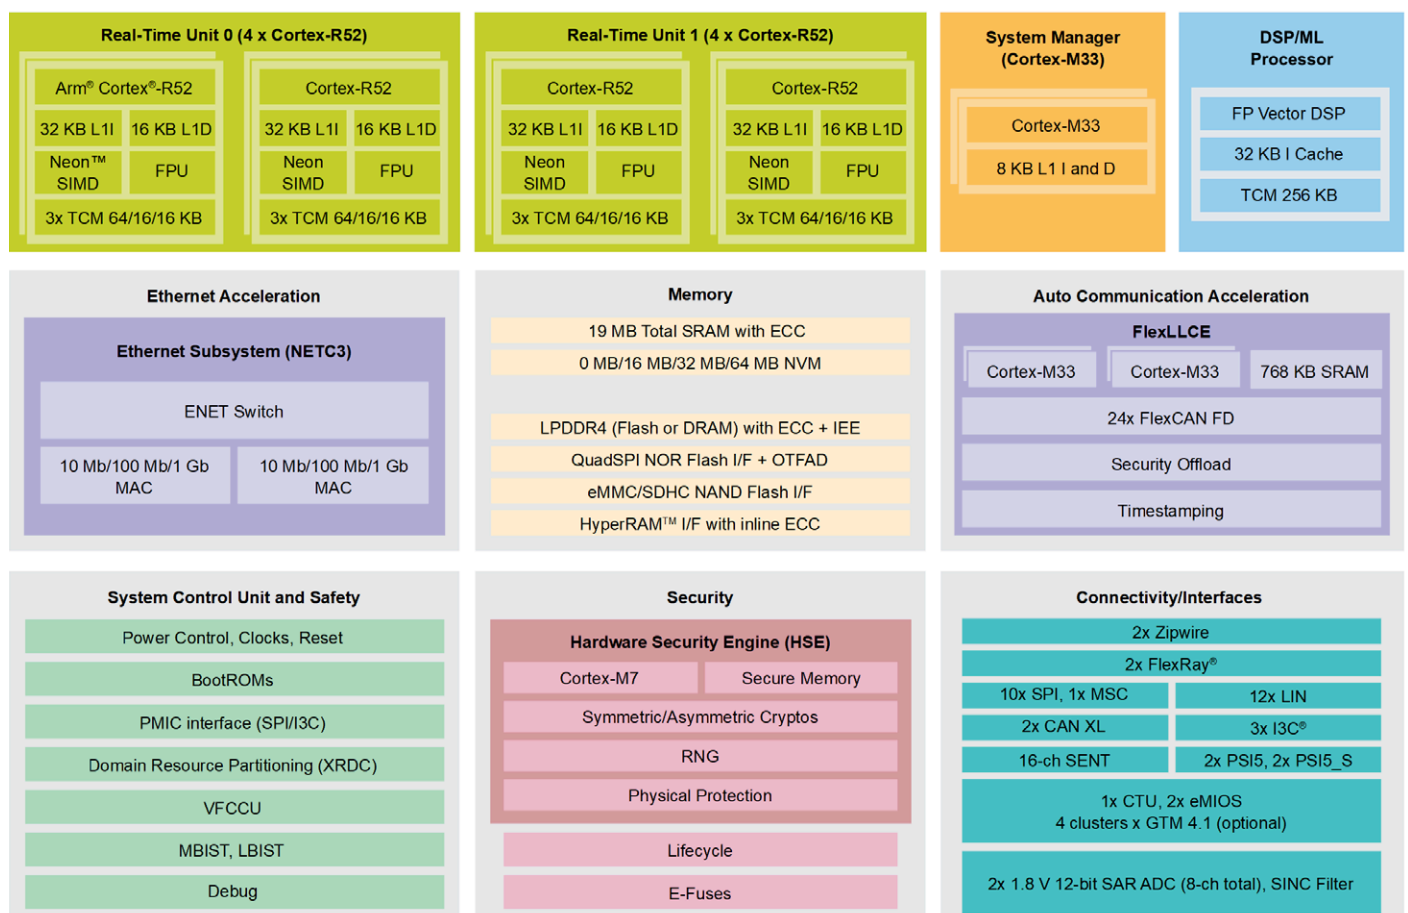 Real-Time Unit 0 (4 x Cortex-R52)
Arm® Cortex®-R52
32 KB L1I
16 KB L1D
Neon™
SIMD
FPU
3x TCM 64/16/16 KB
Cortex-R52
32 KB L1I
16 KB L1D
Neon
SIMD
FPU
3x TCM 64/16/16 KB
Real-Time Unit 1 (4 x Cortex-R52)
Cortex-R52
32 KB L1I
16 KB L1D
Neon
SIMD
FPU
3x TCM 64/16/16 KB
Cortex-R52
32 KB L1I
16 KB L1D
Neon
SIMD
FPU
3x TCM 64/16/16 KB
System Manager
(Cortex-M33)
Cortex-M33
8 KB L1 I and D
DSP/ML
Processor
FP Vector DSP
32 KB I Cache
TCM 256 KB
Ethernet Acceleration
Ethernet Subsystem (NETC3)
ENET Switch
10 Mb/100 Mb/1 Gb
MAC
10 Mb/100 Mb/1 Gb
MAC
Memory
19 MB Total SRAM with ECC
0 MB/16 MB/32 MB/64 MB NVM
LPDDR4 (Flash or DRAM) with ECC + IEE
QuadSPI NOR Flash I/F + OTFAD
eMMC/SDHC NAND Flash I/F
HyperRAM™ I/F with inline ECC
Auto Communication Acceleration
FlexLLCE
Cortex-M33
Cortex-M33
768 KB SRAM
24x FlexCAN FD
Security Offload
Timestamping
System Control Unit and Safety
Power Control, Clocks, Reset
BootROMs
PMIC interface (SPI/I3C)
Domain Resource Partitioning (XRDC)
VFCCU
MBIST, LBIST
Debug
Security
Hardware Security Engine (HSE)
Cortex-M7
Secure Memory
Symmetric/Asymmetric Cryptos
RNG
Physical Protection
Lifecycle
E-Fuses
Connectivity/Interfaces
2x Zipwire
2x FlexRay®
10x SPI, 1x MSC
12x LIN
2x CAN XL
3x I3C®
16-ch SENT
2x PSI5, 2x PSI5_S
1x CTU, 2x eMIOS
4 clusters x GTM 4.1 (optional)
2x 1.8 V 12-bit SAR ADC (8-ch total), SINC Filter